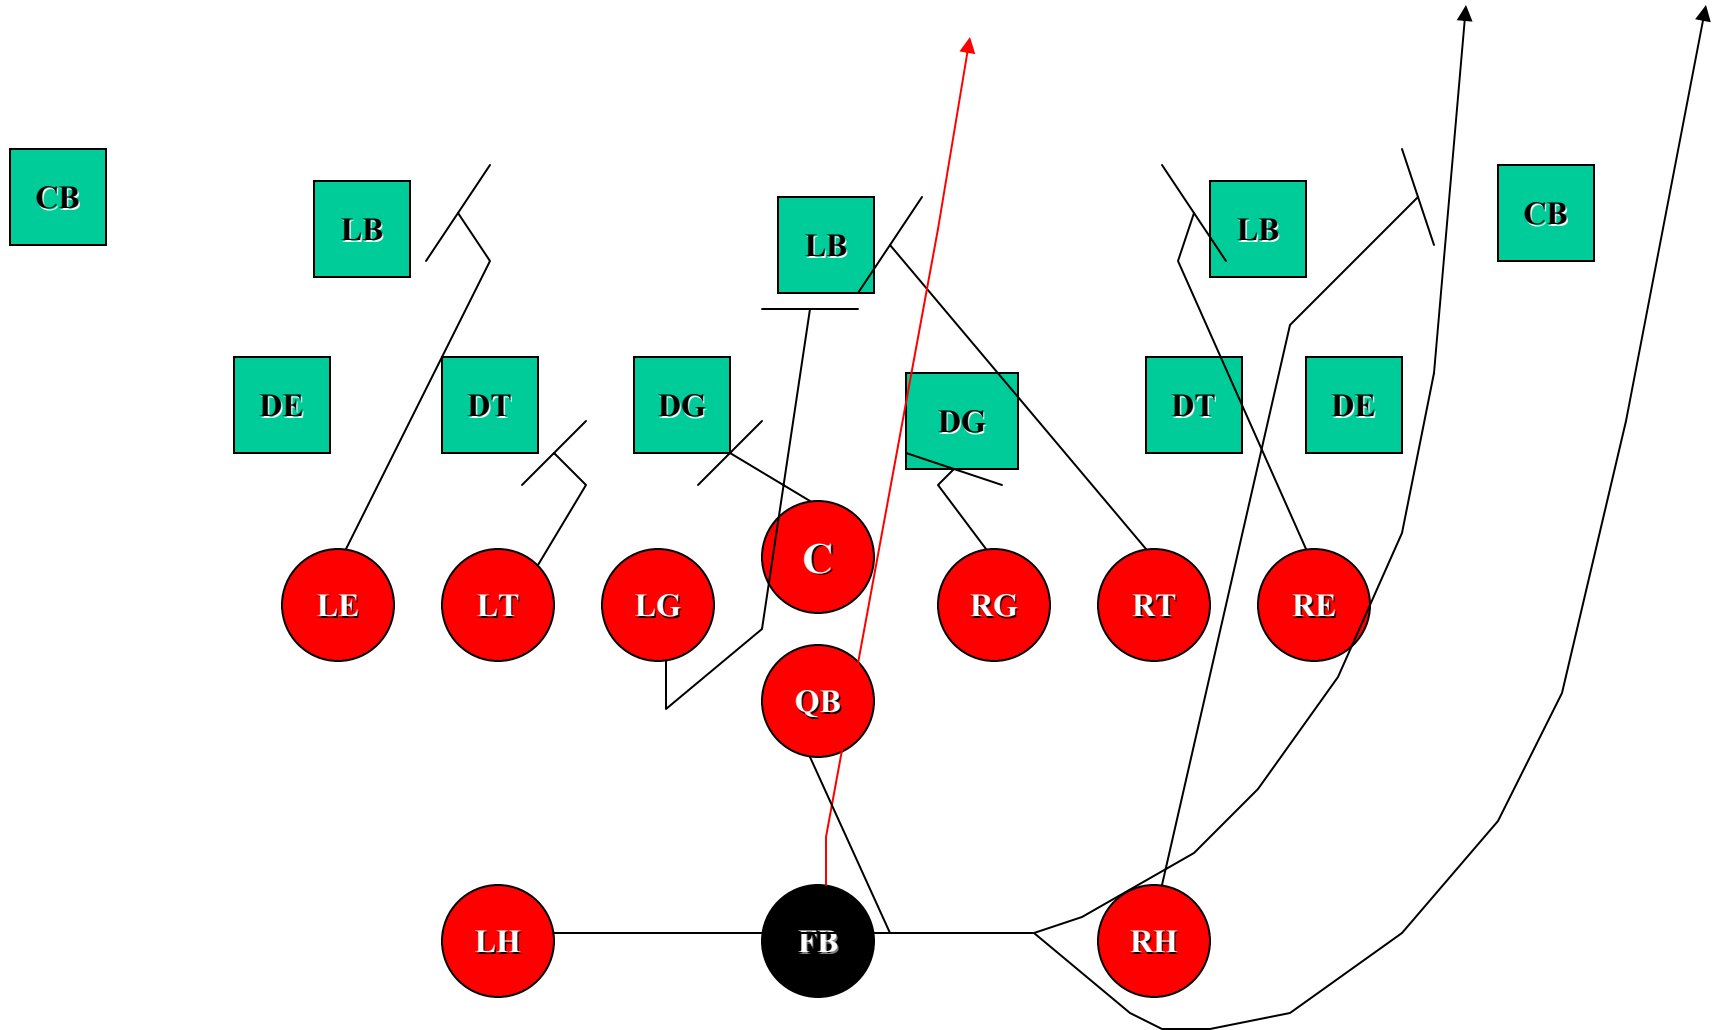 CB
LB
LB
LB
CB
DE
DT
DG
DG
DT
DE
C
LE
LT
LG
RG
RT
RE
QB
LH
FB
RH